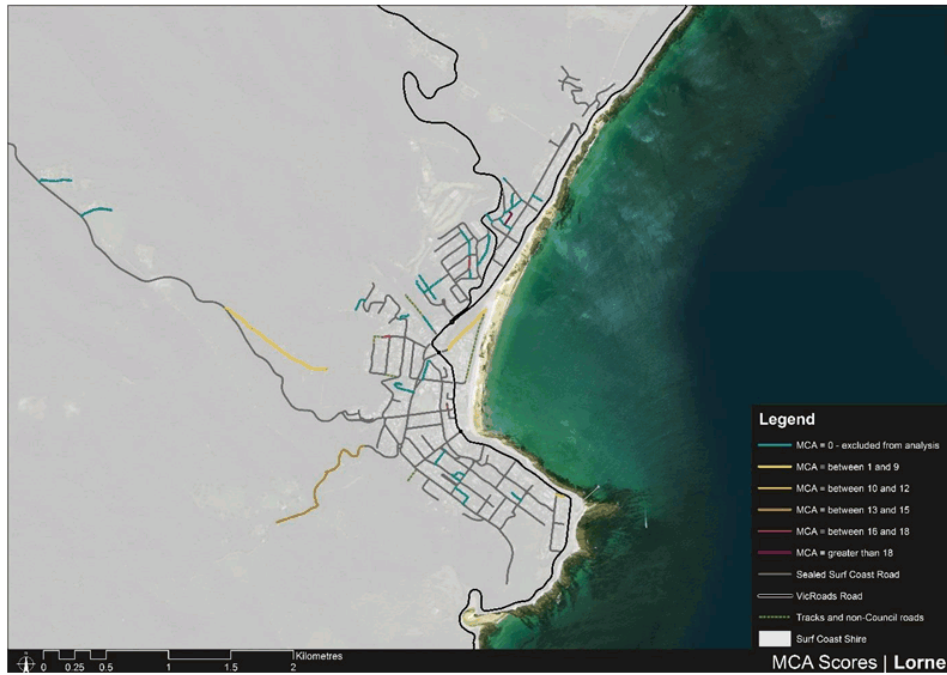 Legend
MCA = 0 - excluded from analysis
MCA = between 1 and 9
MCA = between 10 and 12
MCA = between 13 and 15
MCA = between 16 and 18
MCA = greater than 18
Sealed Surf Coast Road
VicRoads Road
Tracks and non-Council roads
Surf Coast Shire
Kilometres
0 0.25 0.5 1 1.5 2
MCA Scores | Lorne